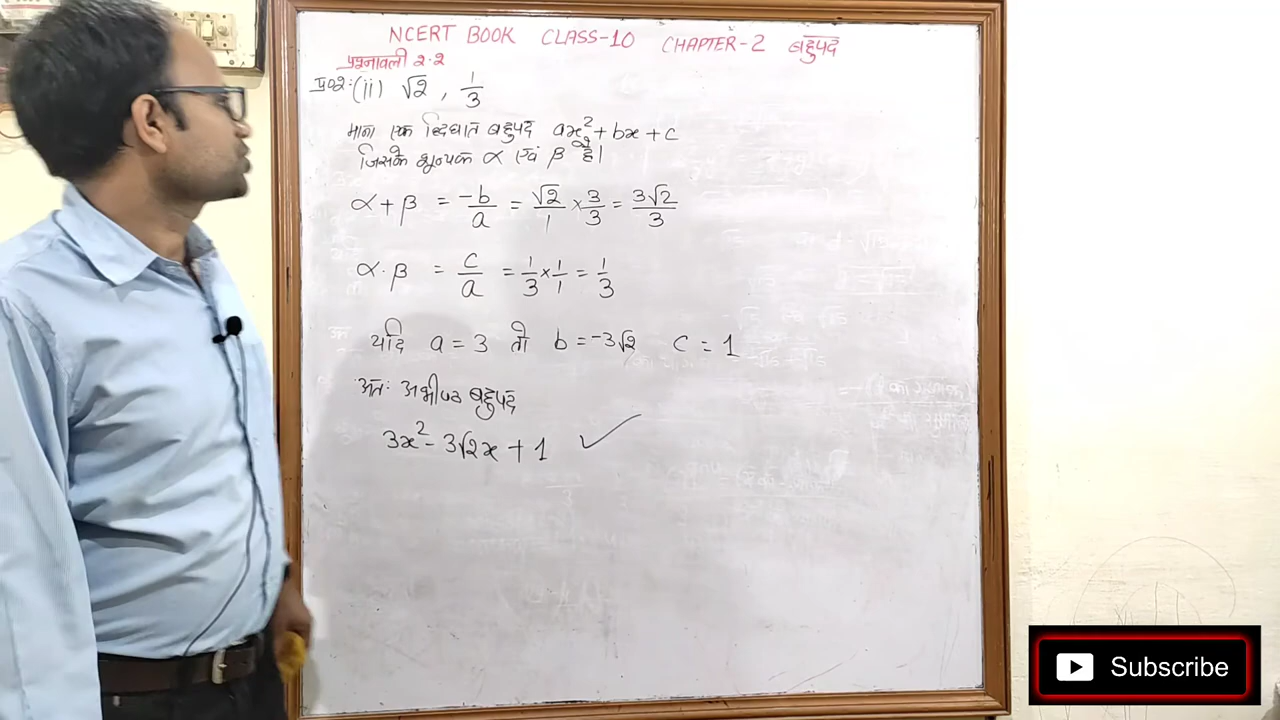 NCERT BOOK CLASS-10 CHAPTER-2 बहुपद
प्रश्नावली 2.2
प्र०2:(ii) √2 , 1/3
माना एक द्विघात बहुपद ax²+bx+c
जिसके शून्यक α एवं β है।
α+β = -b/a = √2/1 × 3/3 = 3√2/3
α.β = c/a = 1/3 × 1/1 = 1/3
यदि a = 3 तो b = -3√2 c = 1
अतः अभीष्ठ बहुपद
3x² - 3√2x + 1 ✓
Subscribe